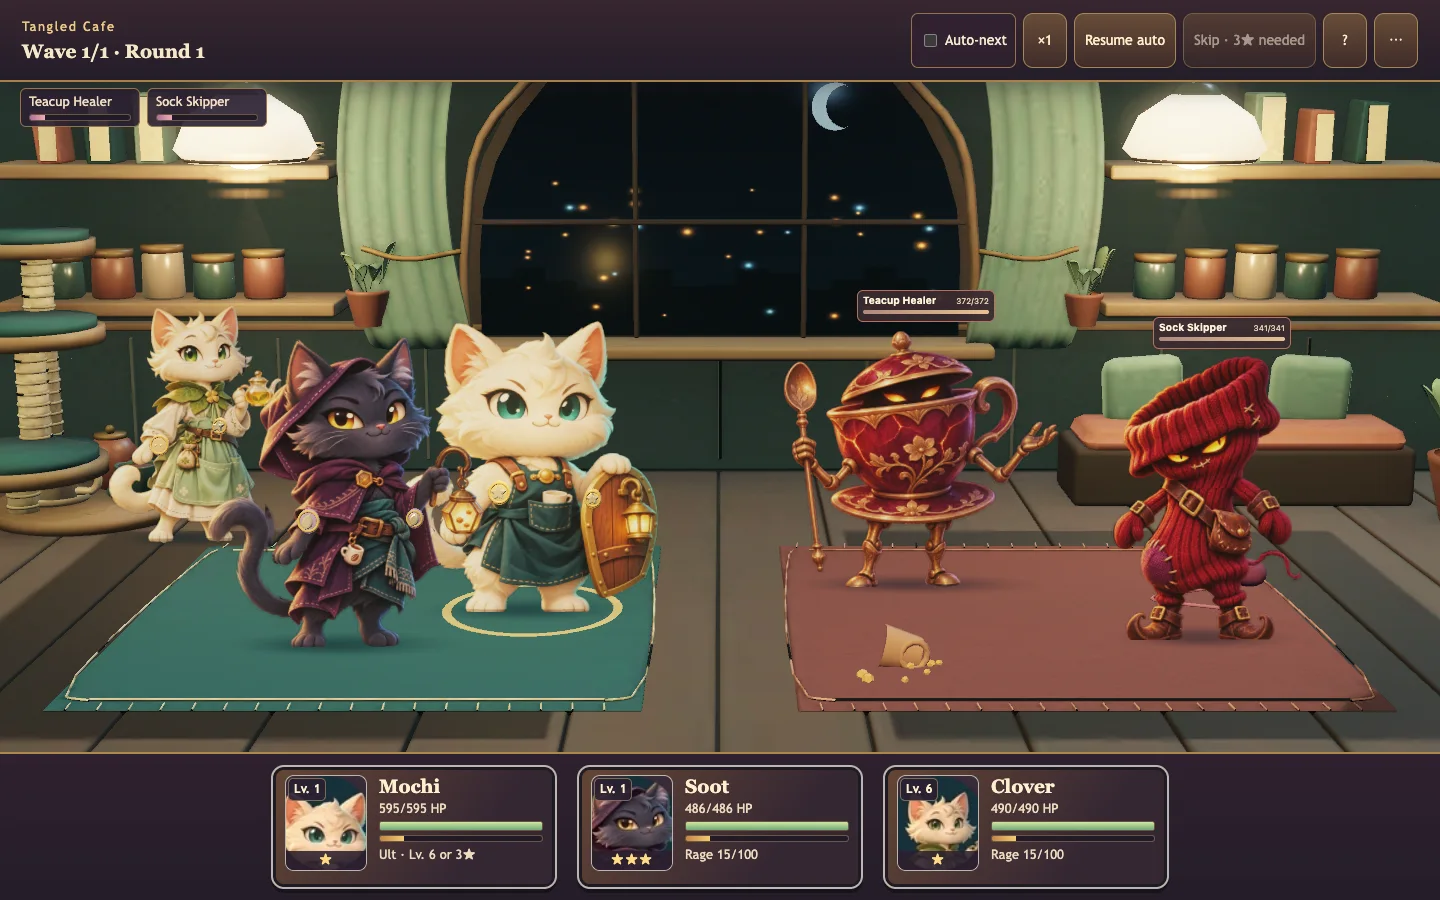 Tangled Cafe
Wave 1/1 · Round 1
Auto-next
×1
Resume auto
Skip · 3★ needed
?
···
Teacup Healer
Sock Skipper
Teacup Healer 372/372
Sock Skipper 341/341
Lv. 1
Mochi
595/595 HP
Ult · Lv. 6 or 3★
Lv. 1
Soot
486/486 HP
Rage 15/100
Lv. 6
Clover
490/490 HP
Rage 15/100